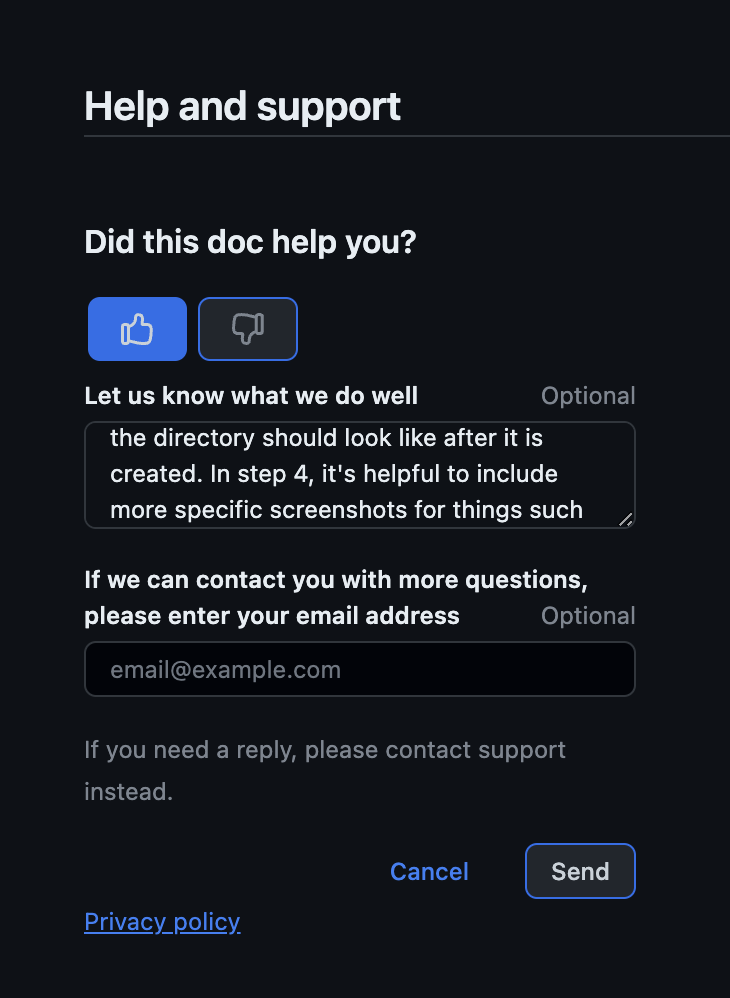 Help and support
Did this doc help you?
Let us know what we do well Optional
the directory should look like after it is
created. In step 4, it's helpful to include
more specific screenshots for things such
If we can contact you with more questions,
please enter your email address Optional
email@example.com
If you need a reply, please contact support
instead.
Cancel Send
Privacy policy